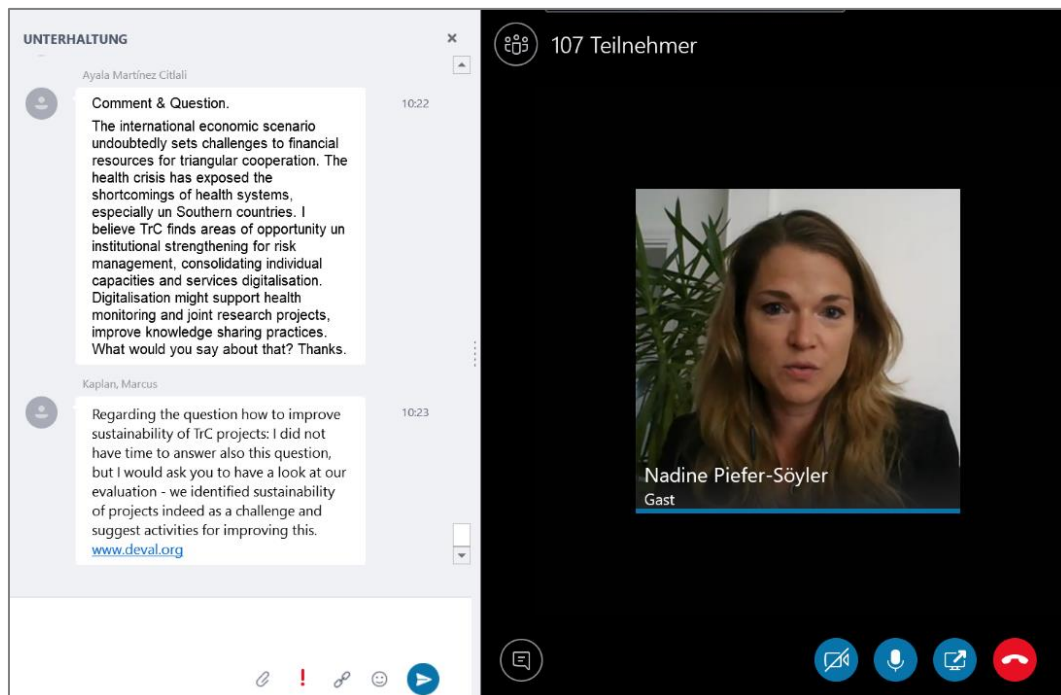 UNTERHALTUNG
Ayala Martínez Citlali
Comment & Question.
10:22
The international economic scenario
undoubtedly sets challenges to financial
resources for triangular cooperation. The
health crisis has exposed the
shortcomings of health systems,
especially un Southern countries. I
believe TrC finds areas of opportunity un
institutional strengthening for risk
management, consolidating individual
capacities and services digitalisation.
Digitalisation might support health
monitoring and joint research projects,
improve knowledge sharing practices.
What would you say about that? Thanks.
Kaplan, Marcus
Regarding the question how to improve
10:23
sustainability of TrC projects: I did not
have time to answer also this question,
but I would ask you to have a look at our
evaluation - we identified sustainability
of projects indeed as a challenge and
suggest activities for improving this.
www.deval.org
107 Teilnehmer
Nadine Piefer-Söyler
Gast